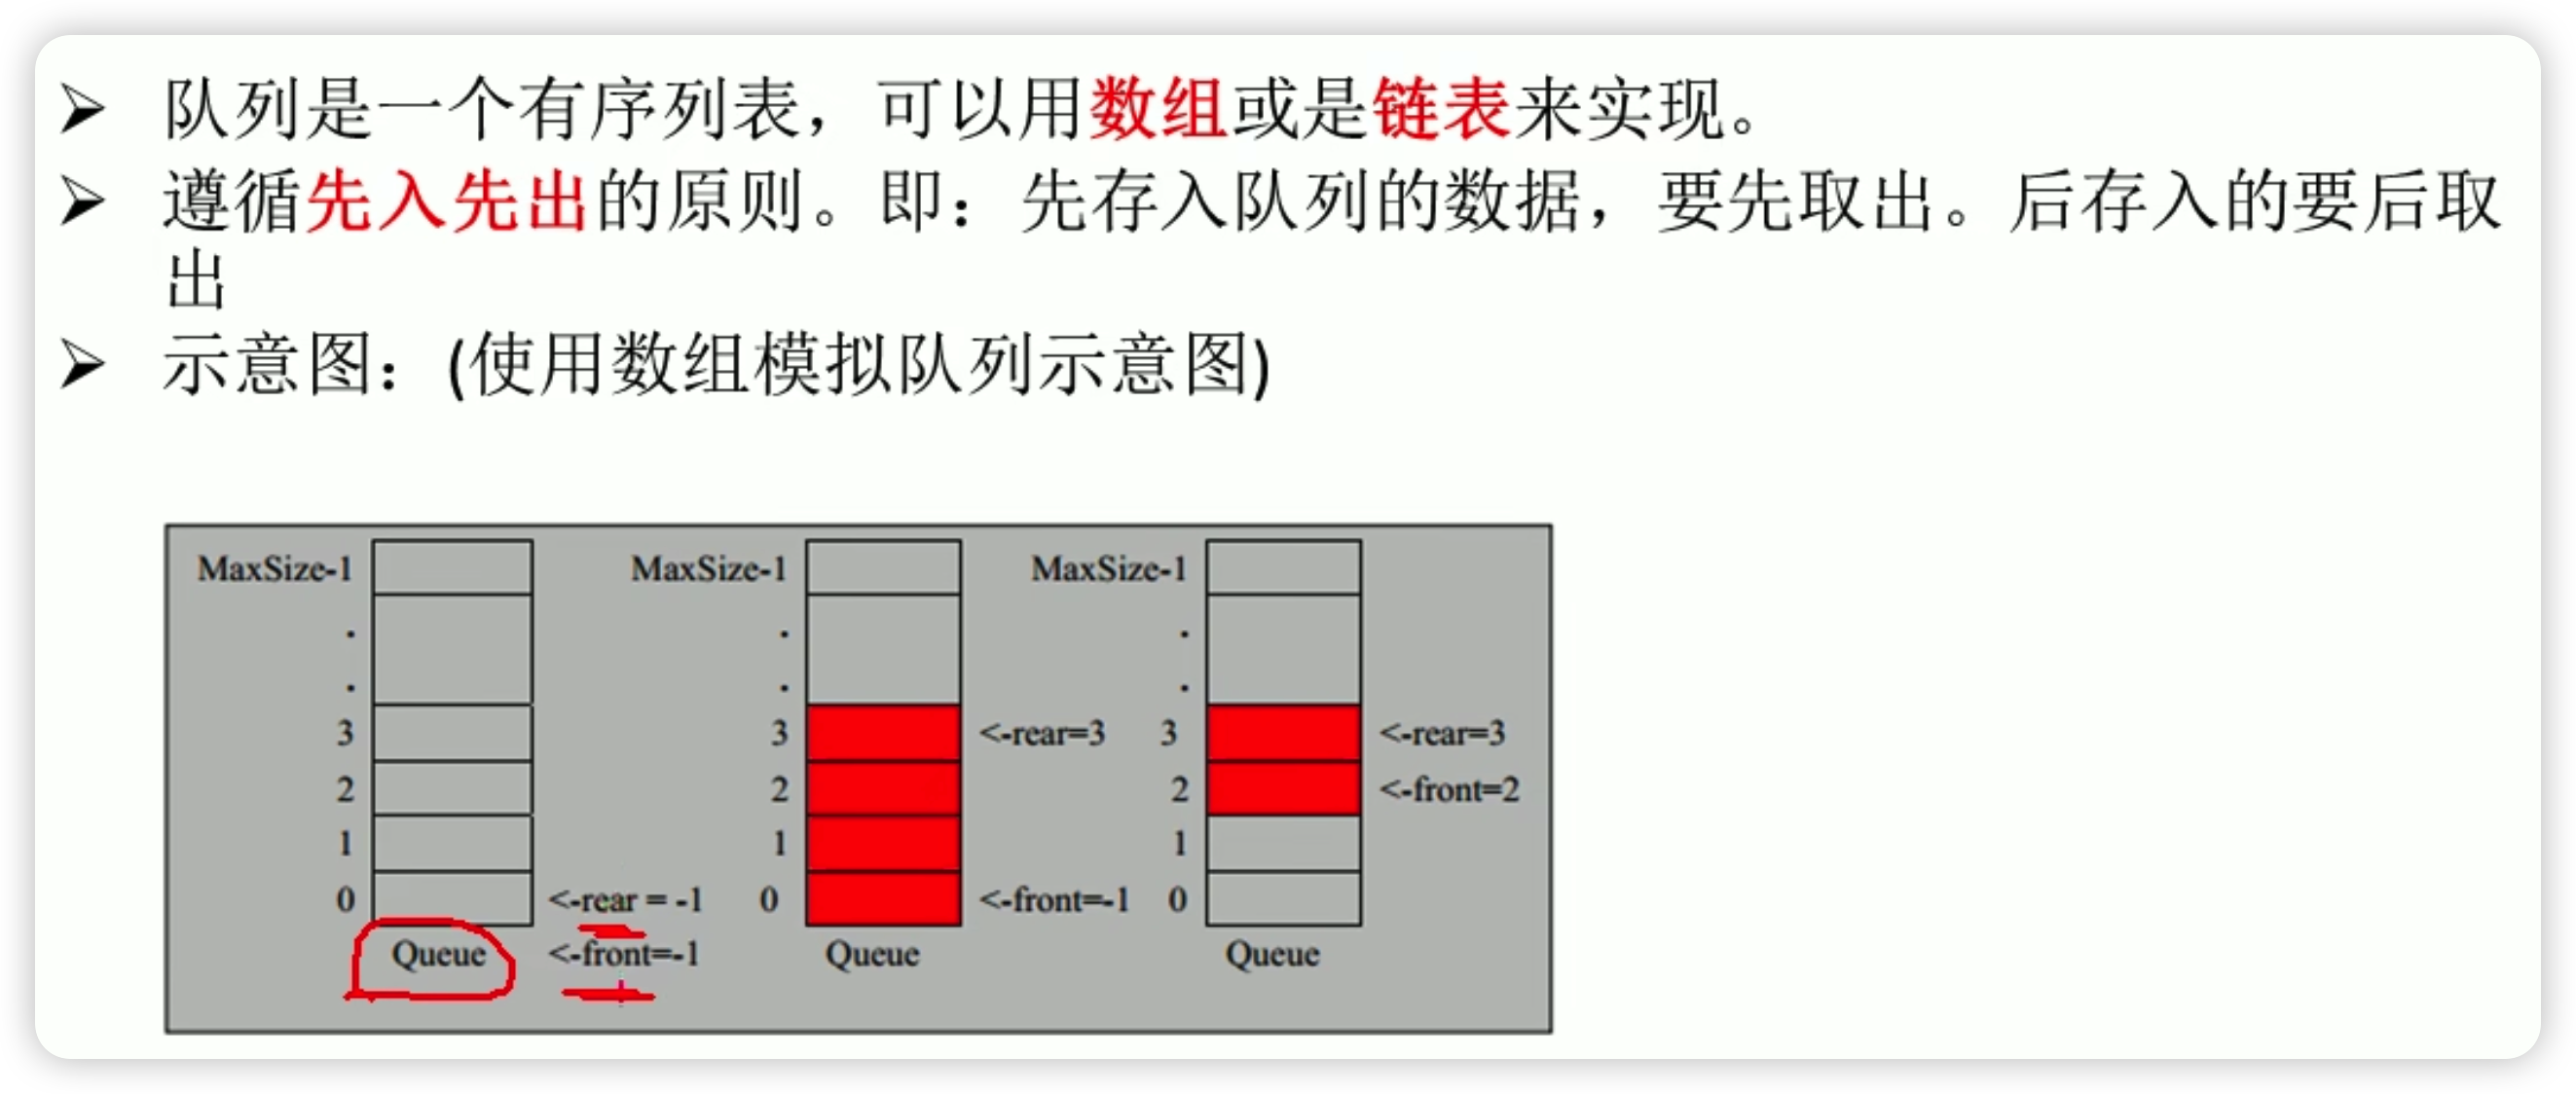 队列是一个有序列表，可以用数组或是链表来实现。
遵循先入先出的原则。即：先存入队列的数据，要先取出。后存入的要后取
出
示意图：(使用数组模拟队列示意图)
MaxSize-1
.
.
3
2
1
0
<-rear = -1
Queue
<-front=-1
MaxSize-1
.
.
3
<-rear=3
2
1
0
<-front=-1
Queue
MaxSize-1
.
.
3
<-rear=3
2
<-front=2
1
0
Queue